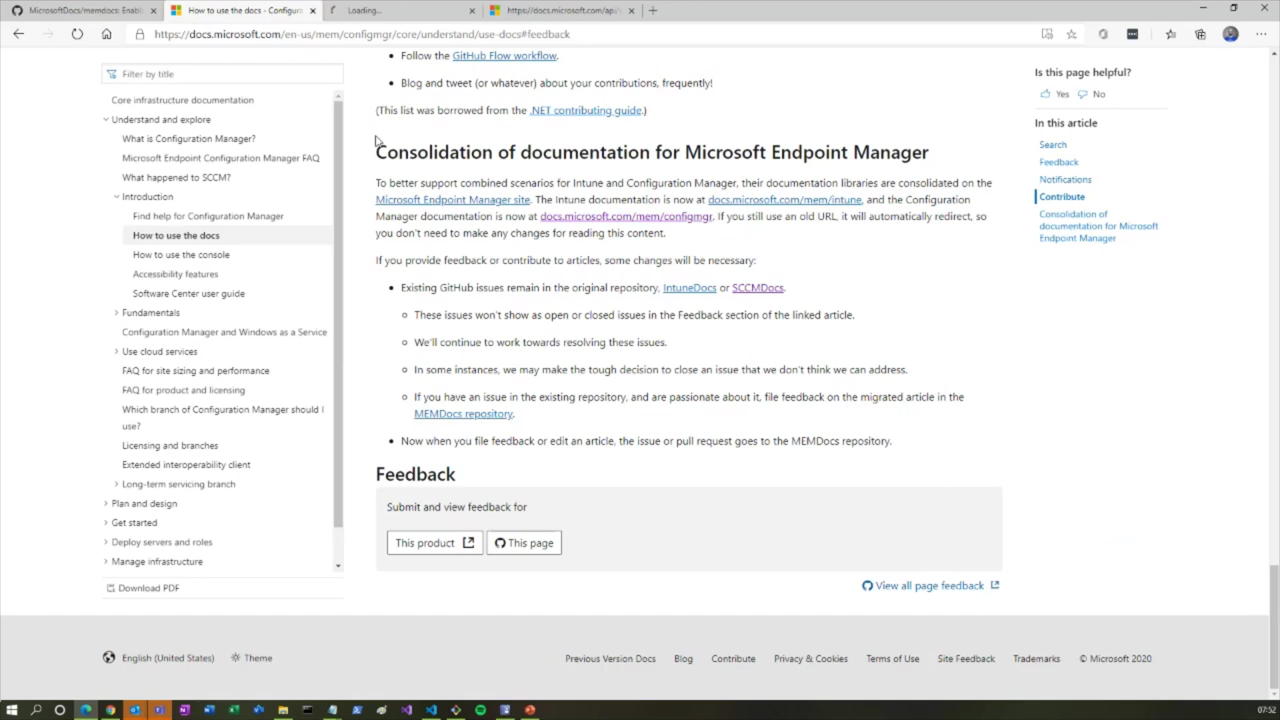 MicrosoftDocs/memdocs: Enabl
How to use the docs - Configura
Loading...
https://docs.microsoft.com/api/
https://docs.microsoft.com/en-us/mem/configmgr/core/understand/use-docs#feedback
Filter by title
Core infrastructure documentation
Understand and explore
What is Configuration Manager?
Microsoft Endpoint Configuration Manager FAQ
What happened to SCCM?
Introduction
Find help for Configuration Manager
How to use the docs
How to use the console
Accessibility features
Software Center user guide
Fundamentals
Configuration Manager and Windows as a Service
Use cloud services
FAQ for site sizing and performance
FAQ for product and licensing
Which branch of Configuration Manager should I
use?
Licensing and branches
Extended interoperability client
Long-term servicing branch
Plan and design
Get started
Deploy servers and roles
Manage infrastructure
Download PDF
• Follow the GitHub Flow workflow.
• Blog and tweet (or whatever) about your contributions, frequently!
(This list was borrowed from the .NET contributing guide.)
Consolidation of documentation for Microsoft Endpoint Manager
To better support combined scenarios for Intune and Configuration Manager, their documentation libraries are consolidated on the
Microsoft Endpoint Manager site. The Intune documentation is now at docs.microsoft.com/mem/intune, and the Configuration
Manager documentation is now at docs.microsoft.com/mem/configmgr. If you still use an old URL, it will automatically redirect, so
you don't need to make any changes for reading this content.
If you provide feedback or contribute to articles, some changes will be necessary:
• Existing GitHub issues remain in the original repository, IntuneDocs or SCCMDocs.
○ These issues won't show as open or closed issues in the Feedback section of the linked article.
○ We'll continue to work towards resolving these issues.
○ In some instances, we may make the tough decision to close an issue that we don't think we can address.
○ If you have an issue in the existing repository, and are passionate about it, file feedback on the migrated article in the
MEMDocs repository.
• Now when you file feedback or edit an article, the issue or pull request goes to the MEMDocs repository.
Feedback
Submit and view feedback for
This product
This page
View all page feedback
Is this page helpful?
Yes No
In this article
Search
Feedback
Notifications
Contribute
Consolidation of
documentation for Microsoft
Endpoint Manager
English (United States)
Theme
Previous Version Docs
Blog
Contribute
Privacy & Cookies
Terms of Use
Site Feedback
Trademarks
© Microsoft 2020
07:52